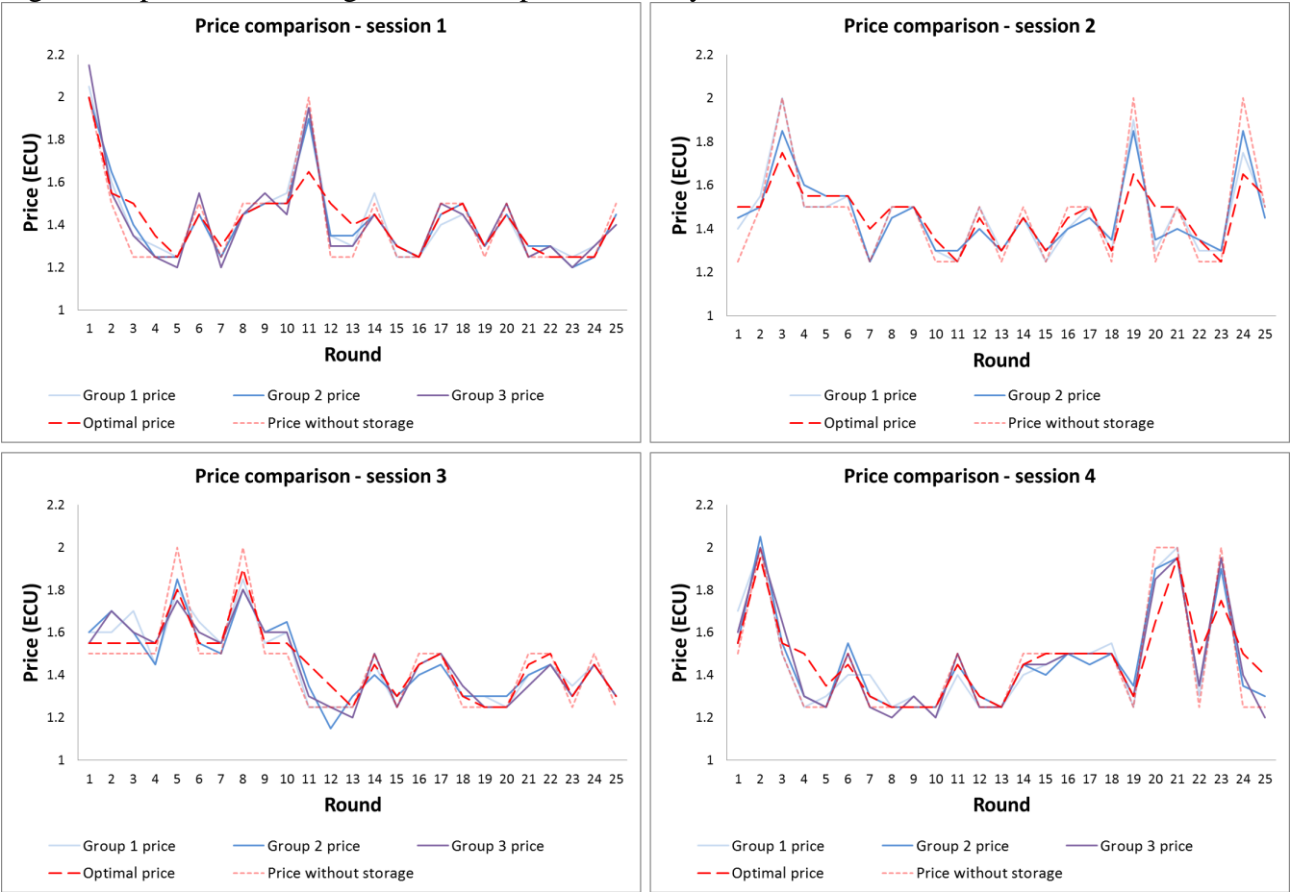 Price comparison - session 1
Price (ECU)
2.2
2
1.8
1.6
1.4
1.2
1
1 2 3 4 5 6 7 8 9 10 11 12 13 14 15 16 17 18 19 20 21 22 23 24 25
Round
Group 1 price Group 2 price Group 3 price
Optimal price Price without storage
Price comparison - session 2
Price (ECU)
2.2
2
1.8
1.6
1.4
1.2
1
1 2 3 4 5 6 7 8 9 10 11 12 13 14 15 16 17 18 19 20 21 22 23 24 25
Round
Group 1 price Group 2 price
Optimal price Price without storage
Price comparison - session 3
Price (ECU)
2.2
2
1.8
1.6
1.4
1.2
1
1 2 3 4 5 6 7 8 9 10 11 12 13 14 15 16 17 18 19 20 21 22 23 24 25
Round
Group 1 price Group 2 price Group 3 price
Optimal price Price without storage
Price comparison - session 4
Price (ECU)
2.2
2
1.8
1.6
1.4
1.2
1
1 2 3 4 5 6 7 8 9 10 11 12 13 14 15 16 17 18 19 20 21 22 23 24 25
Round
Group 1 price Group 2 price Group 3 price
Optimal price Price without storage